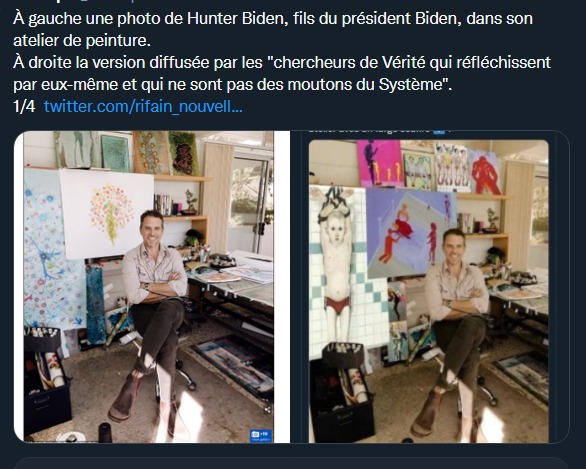 À gauche une photo de Hunter Biden, fils du président Biden, dans son
atelier de peinture.
À droite la version diffusée par les "chercheurs de Vérité qui réfléchissent
par eux-même et qui ne sont pas des moutons du Système".
1/4 twitter.com/rifain_nouvell...